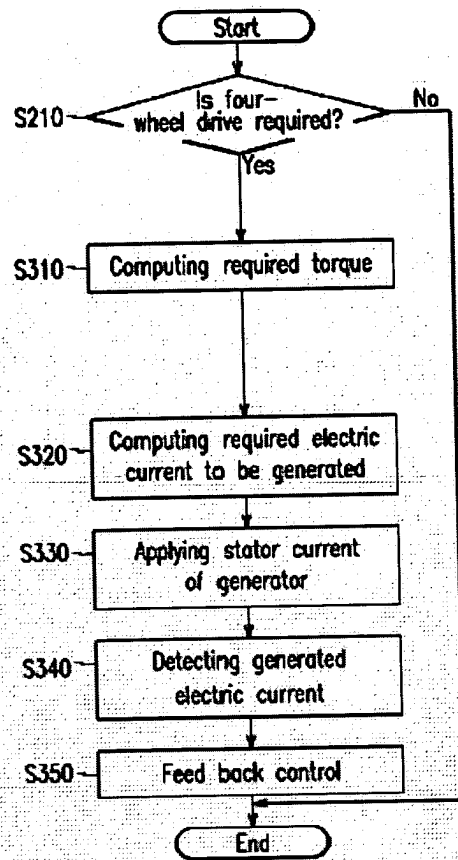 Start
S210
Is four-
wheel drive required?
No
Yes
S310
Computing required torque
S320
Computing required electric
current to be generated
S330
Applying stator current
of generator
S340
Detecting generated
electric current
S350
Feed back control
End